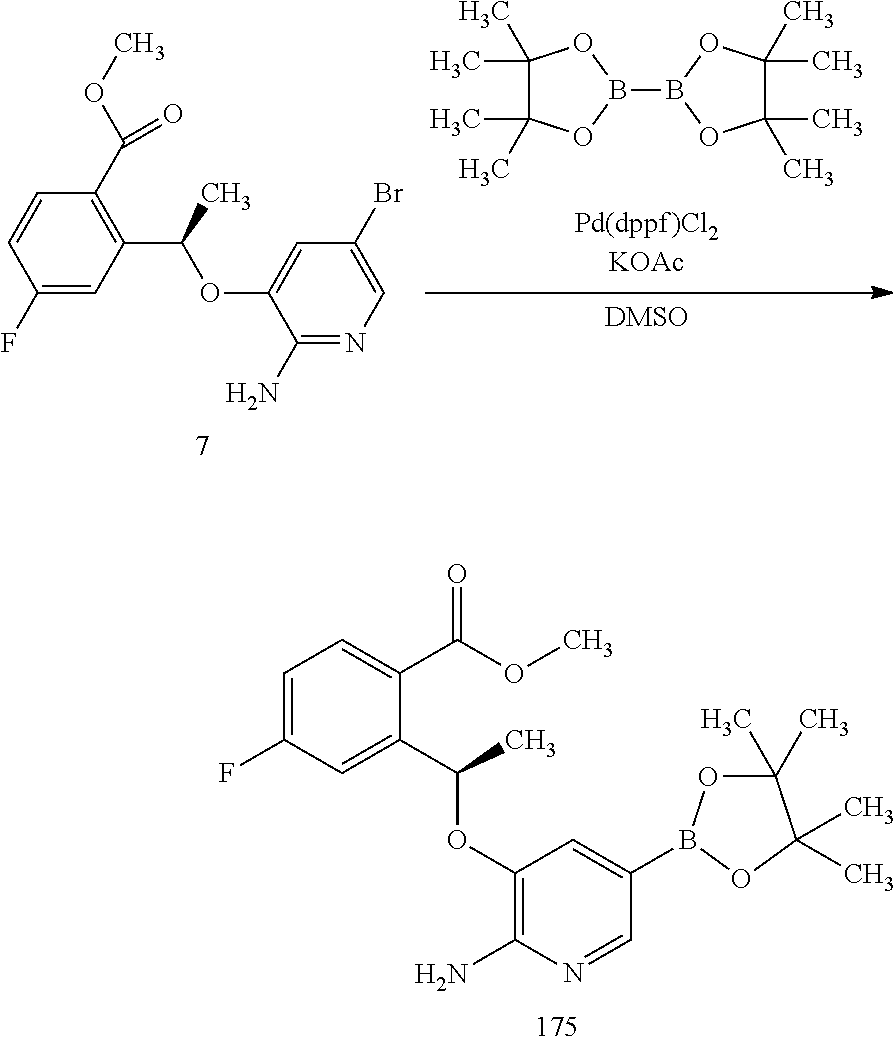 CH₃
O
O
CH₃
Br
O
F
N
H₂N
7
H₃C CH₃
H₃C O O CH₃
B B
H₃C O O CH₃
H₃C CH₃
Pd(dppf)Cl₂
KOAc
DMSO
O
O CH₃
F
CH₃
O
H₃C CH₃
O
CH₃
B
O CH₃
H₂N N
175